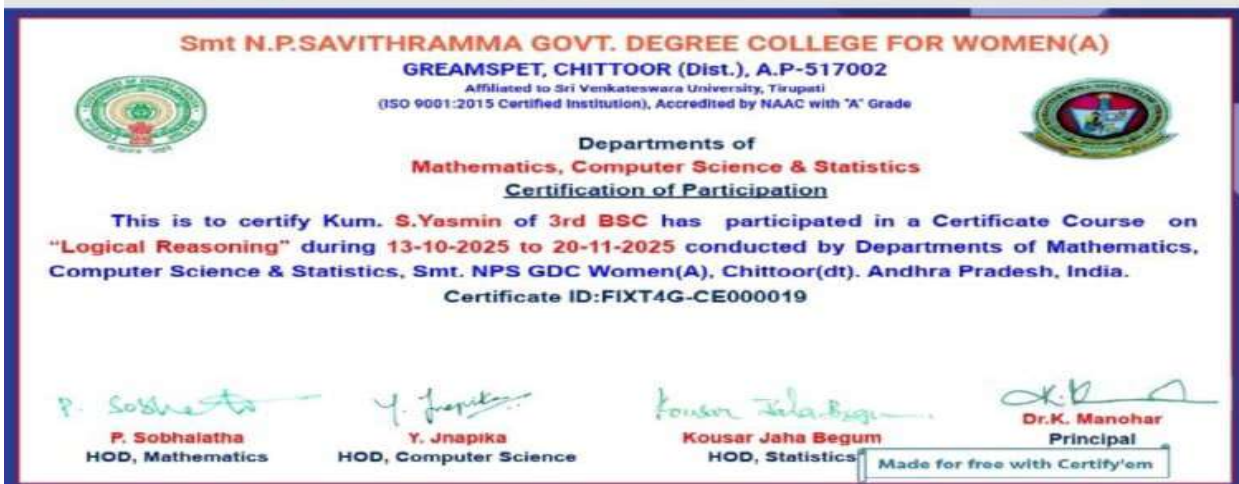 Smt N.P.SAVITHRAMMA GOVT. DEGREE COLLEGE FOR WOMEN(A)
GREAMSPET, CHITTOOR (Dist.), A.P-517002
Affiliated to Sri Venkateswara University, Tirupati
(ISO 9001:2015 Certified Institution), Accredited by NAAC with "A" Grade
Departments of
Mathematics, Computer Science & Statistics
Certification of Participation
This is to certify Kum. S.Yasmin of 3rd BSC has participated in a Certificate Course on
"Logical Reasoning" during 13-10-2025 to 20-11-2025 conducted by Departments of Mathematics,
Computer Science & Statistics, Smt. NPS GDC Women(A), Chittoor(dt). Andhra Pradesh, India.
Certificate ID:FIXT4G-CE000019
P. Sobhalatha
HOD, Mathematics
Y. Jnapika
HOD, Computer Science
Kousar Jaha Begum
HOD, Statistics
Dr.K. Manohar
Principal
Made for free with Certify'em